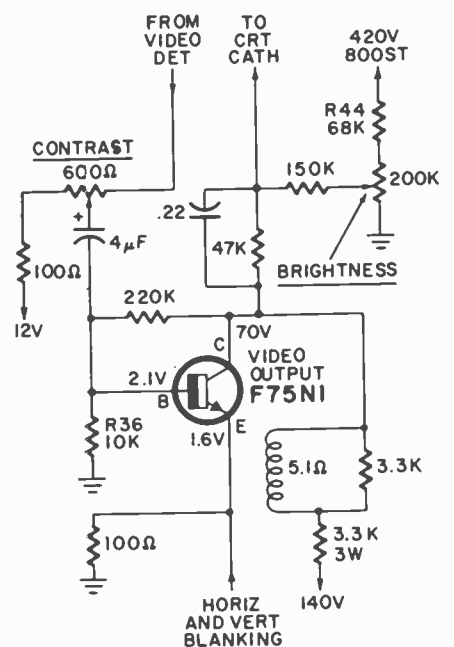 FROM
VIDEO
DET
TO
CRT
CATH
420V
800ST
R44
68K
CONTRAST
600Ω
150K
200K
+
4µF
.22
47K
BRIGHTNESS
100Ω
12V
220K
70V
C
VIDEO
OUTPUT
F75N1
2.1V
B
E
1.6V
R36
10K
5.1Ω
3.3K
100Ω
3.3K
3W
140V
HORIZ
AND VERT
BLANKING